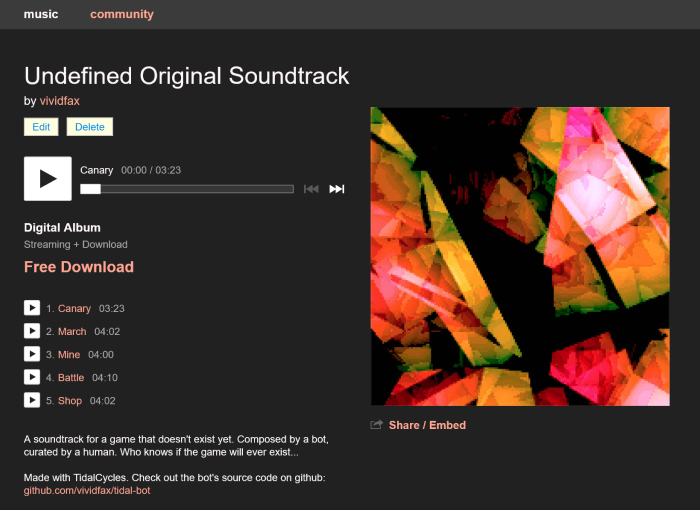 music community
Undefined Original Soundtrack
by vividfax
Edit Delete
Canary 00:00 / 03:23
Digital Album
Streaming + Download
Free Download
1. Canary 03:23
2. March 04:02
3. Mine 04:00
4. Battle 04:10
5. Shop 04:02
Share / Embed
A soundtrack for a game that doesn't exist yet. Composed by a bot,
curated by a human. Who knows if the game will ever exist...
Made with TidalCycles. Check out the bot's source code on github:
github.com/vividfax/tidal-bot